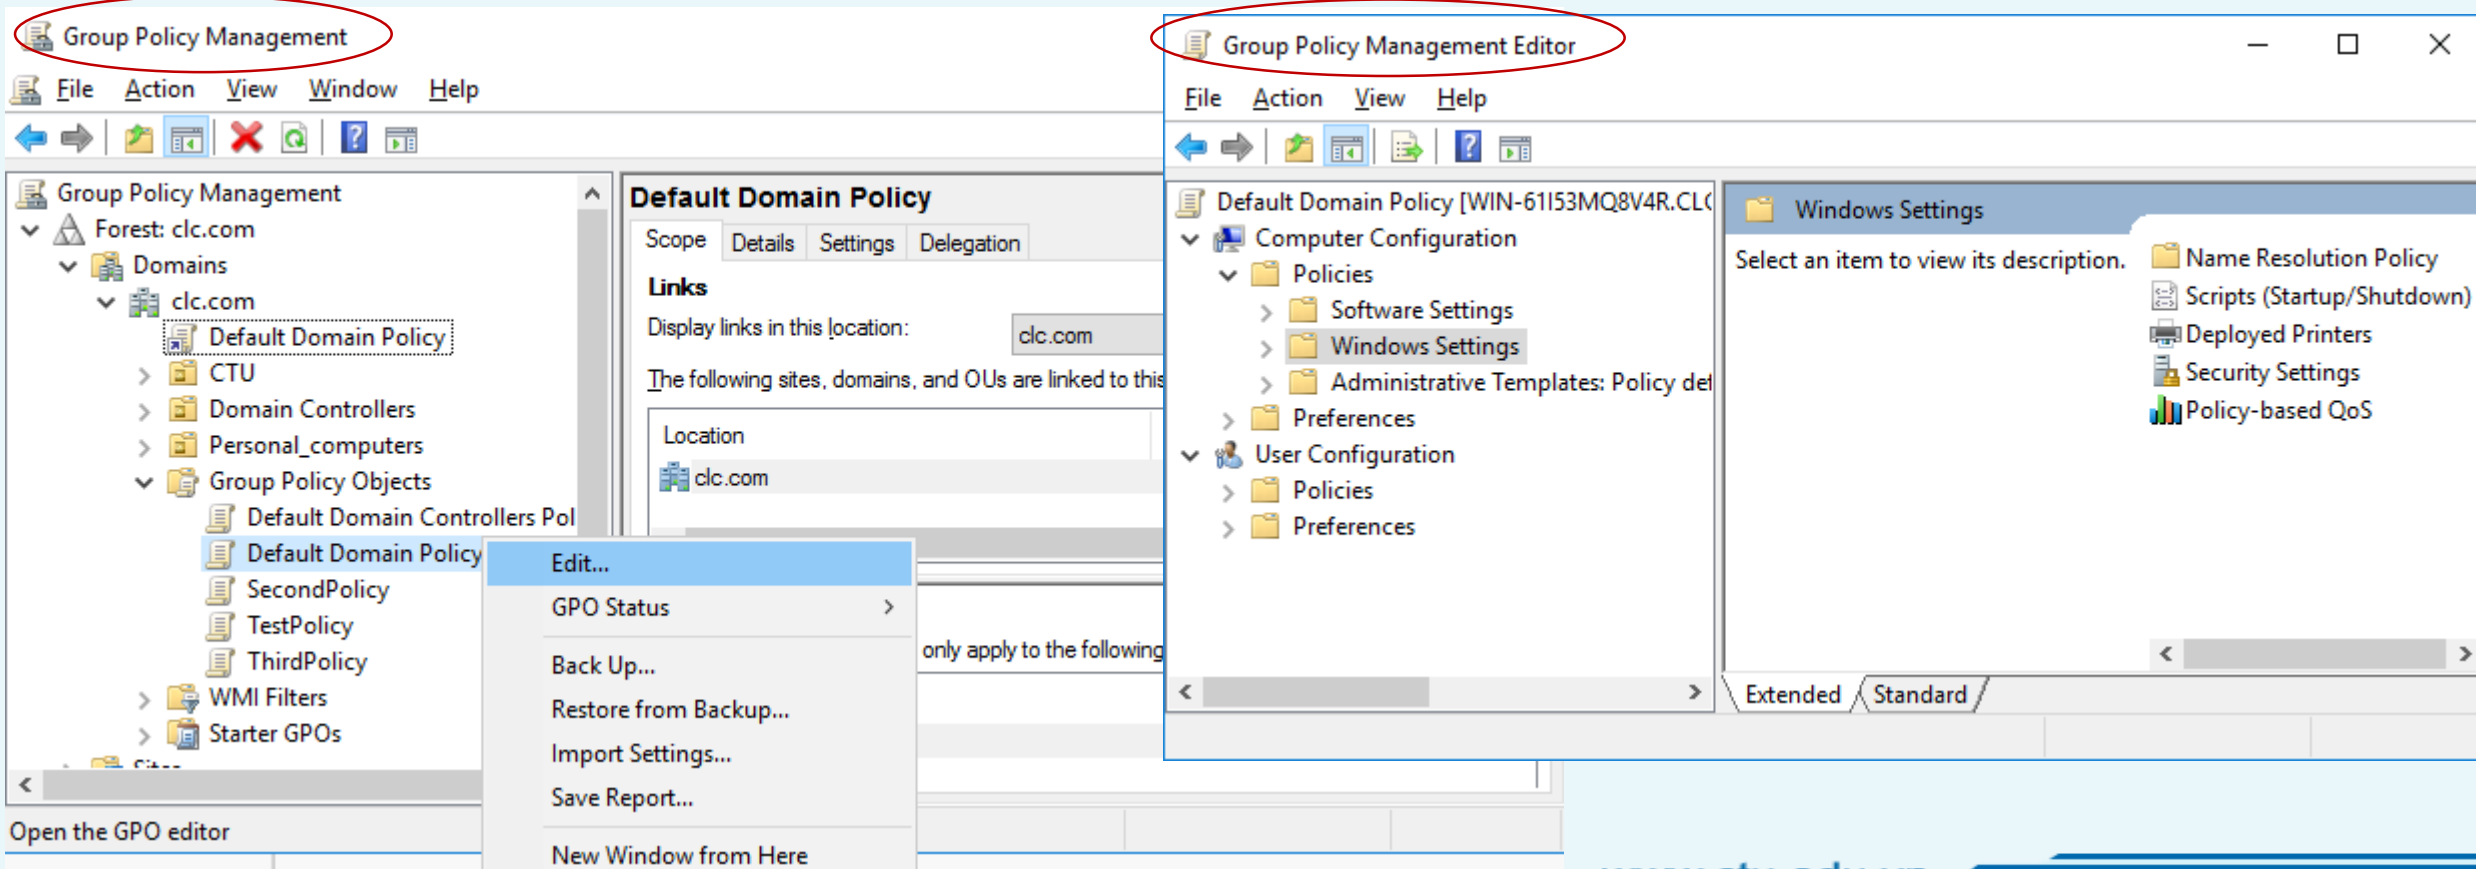 Group Policy Management
File Action View Window Help
Group Policy Management
Forest: clc.com
Domains
clc.com
Default Domain Policy
CTU
Domain Controllers
Personal_computers
Group Policy Objects
Default Domain Controllers Pol
Default Domain Policy
SecondPolicy
TestPolicy
ThirdPolicy
WMI Filters
Starter GPOs
Sites
Open the GPO editor
Default Domain Policy
Scope Details Settings Delegation
Links
Display links in this location: clc.com
The following sites, domains, and OUs are linked to this
Location
clc.com
only apply to the following
Edit...
GPO Status
Back Up...
Restore from Backup...
Import Settings...
Save Report...
New Window from Here
Group Policy Management Editor
File Action View Help
Default Domain Policy [WIN-61I53MQ8V4R.CLC
Computer Configuration
Policies
Software Settings
Windows Settings
Administrative Templates: Policy def
Preferences
User Configuration
Policies
Preferences
Windows Settings
Select an item to view its description.
Name Resolution Policy
Scripts (Startup/Shutdown)
Deployed Printers
Security Settings
Policy-based QoS
Extended Standard